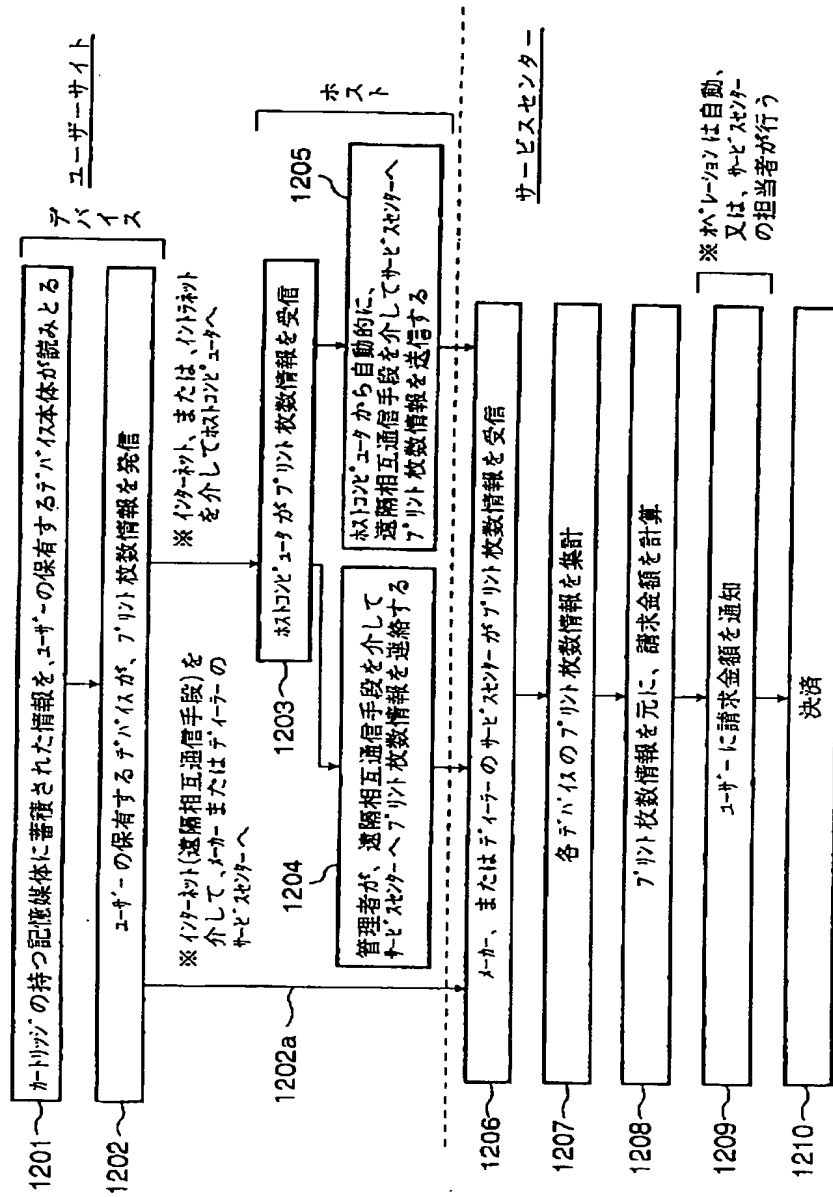 ユーザーサイト
デバイス
1201
カートリッジの持つ記憶媒体に蓄積された情報を、ユーザーの保有するデバイス本体が読みとる
1202
ユーザーの保有するデバイスが、プリント枚数情報を発信
※インターネット(遠隔相互通信手段)を
介して、メーカーまたはディーラーの
サービスセンターへ
※インターネット、または、イントラネット
を介してホストコンピュータへ
1202a
ホスト
1203
ホストコンピュータがプリント枚数情報を受信
1204
管理者が、遠隔相互通信手段を介して
サービスセンターへプリント枚数情報を連絡する
1205
ホストコンピュータから自動的に、
遠隔相互通信手段を介してサービスセンターへ
プリント枚数情報を送信する
サービスセンター
1206
メーカー、またはディーラーのサービスセンターがプリント枚数情報を受信
1207
各デバイスのプリント枚数情報を集計
1208
プリント枚数情報を元に、請求金額を計算
1209
ユーザーに請求金額を通知
※オペレーションは自動、
又は、サービスセンター
の担当者が行う
1210
決済